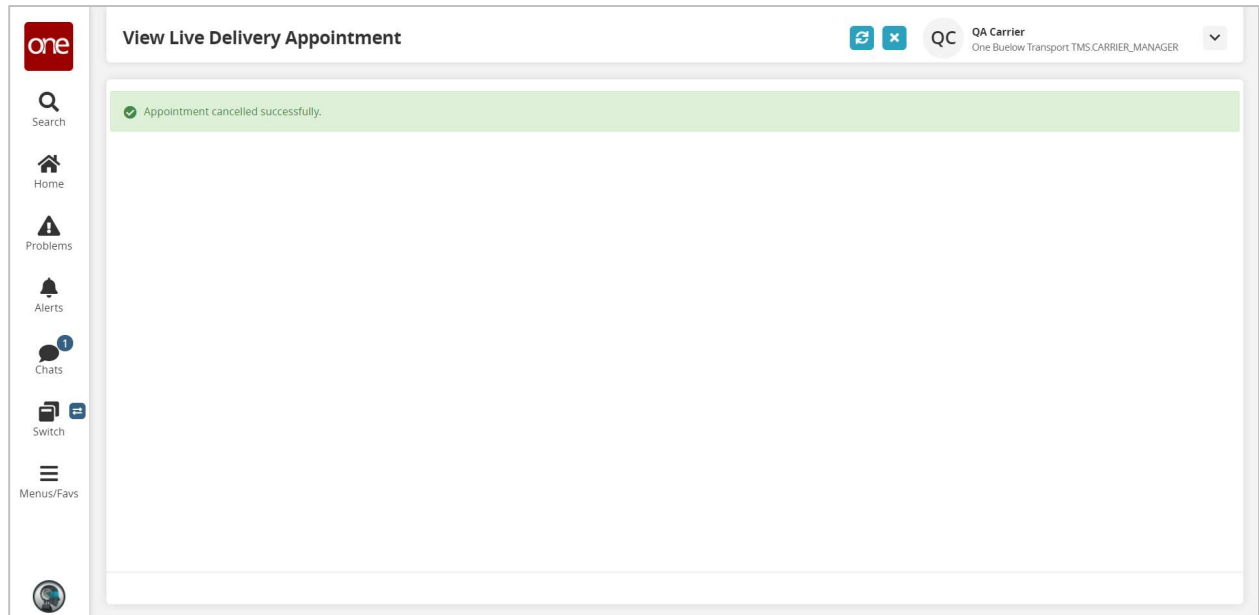 one
View Live Delivery Appointment
QC
QA Carrier
One Buelow Transport TMS.CARRIER_MANAGER
Appointment cancelled successfully.
Search
Home
Problems
Alerts
1
Chats
Switch
Menus/Favs